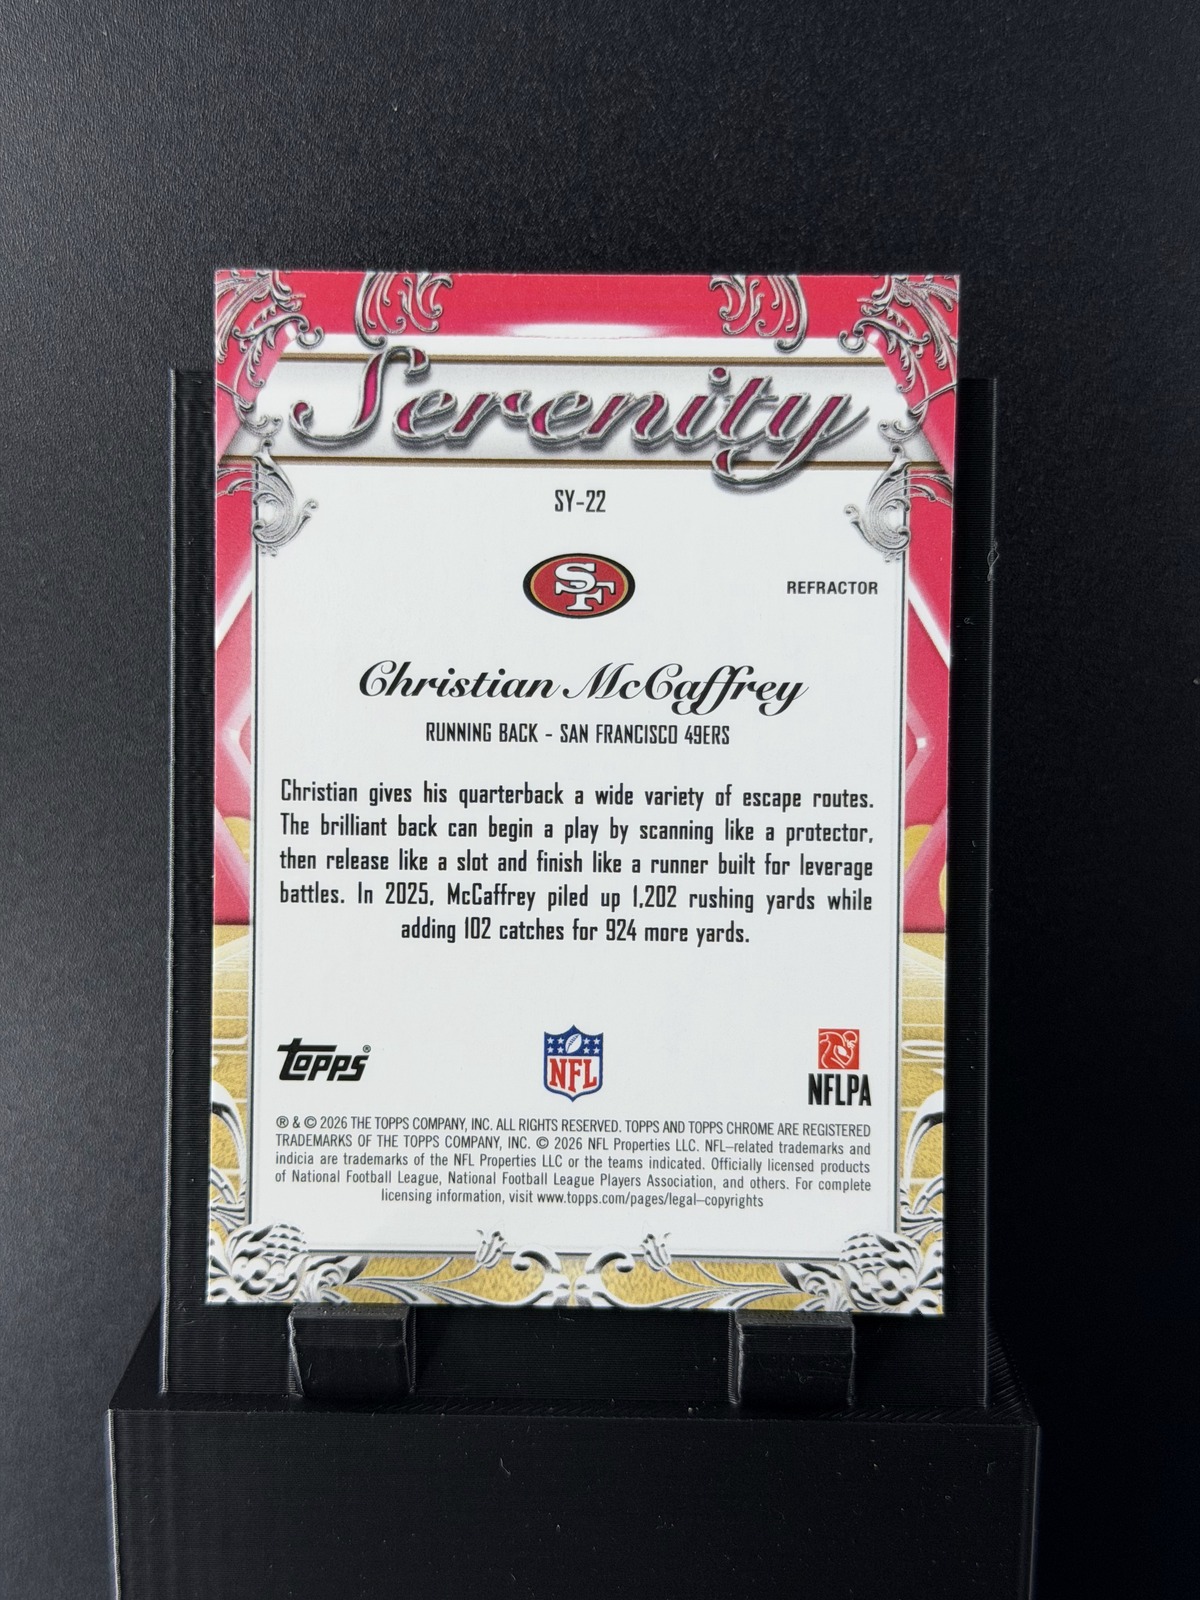 Serenity
SY-22
SF
REFRACTOR
Christian McCaffrey
RUNNING BACK - SAN FRANCISCO 49ERS
Christian gives his quarterback a wide variety of escape routes.
The brilliant back can begin a play by scanning like a protector,
then release like a slot and finish like a runner built for leverage
battles. In 2025, McCaffrey piled up 1,202 rushing yards while
adding 102 catches for 924 more yards.
Topps®
NFL
NFLPA
® & © 2026 THE TOPPS COMPANY, INC. ALL RIGHTS RESERVED. TOPPS AND TOPPS CHROME ARE REGISTERED
TRADEMARKS OF THE TOPPS COMPANY, INC. © 2026 NFL Properties LLC. NFL-related trademarks and
indicia are trademarks of the NFL Properties LLC or the teams indicated. Officially licensed products
of National Football League, National Football League Players Association, and others. For complete
licensing information, visit www.topps.com/pages/legal-copyrights